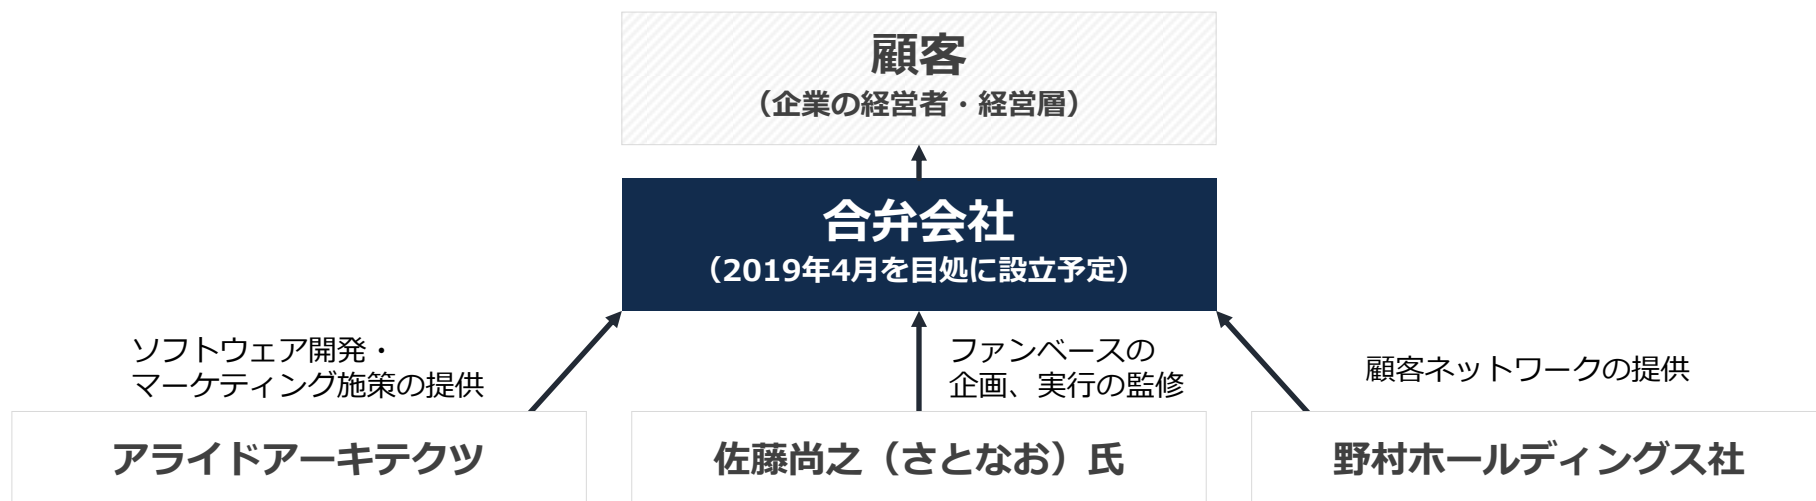 顧客
（企業の経営者・経営層）
合弁会社
（2019年4月を目処に設立予定）
ソフトウェア開発・
マーケティング施策の提供
ファンベースの
企画、実行の監修
顧客ネットワークの提供
アライドアーキテクツ
佐藤尚之（さとなお）氏
野村ホールディングス社